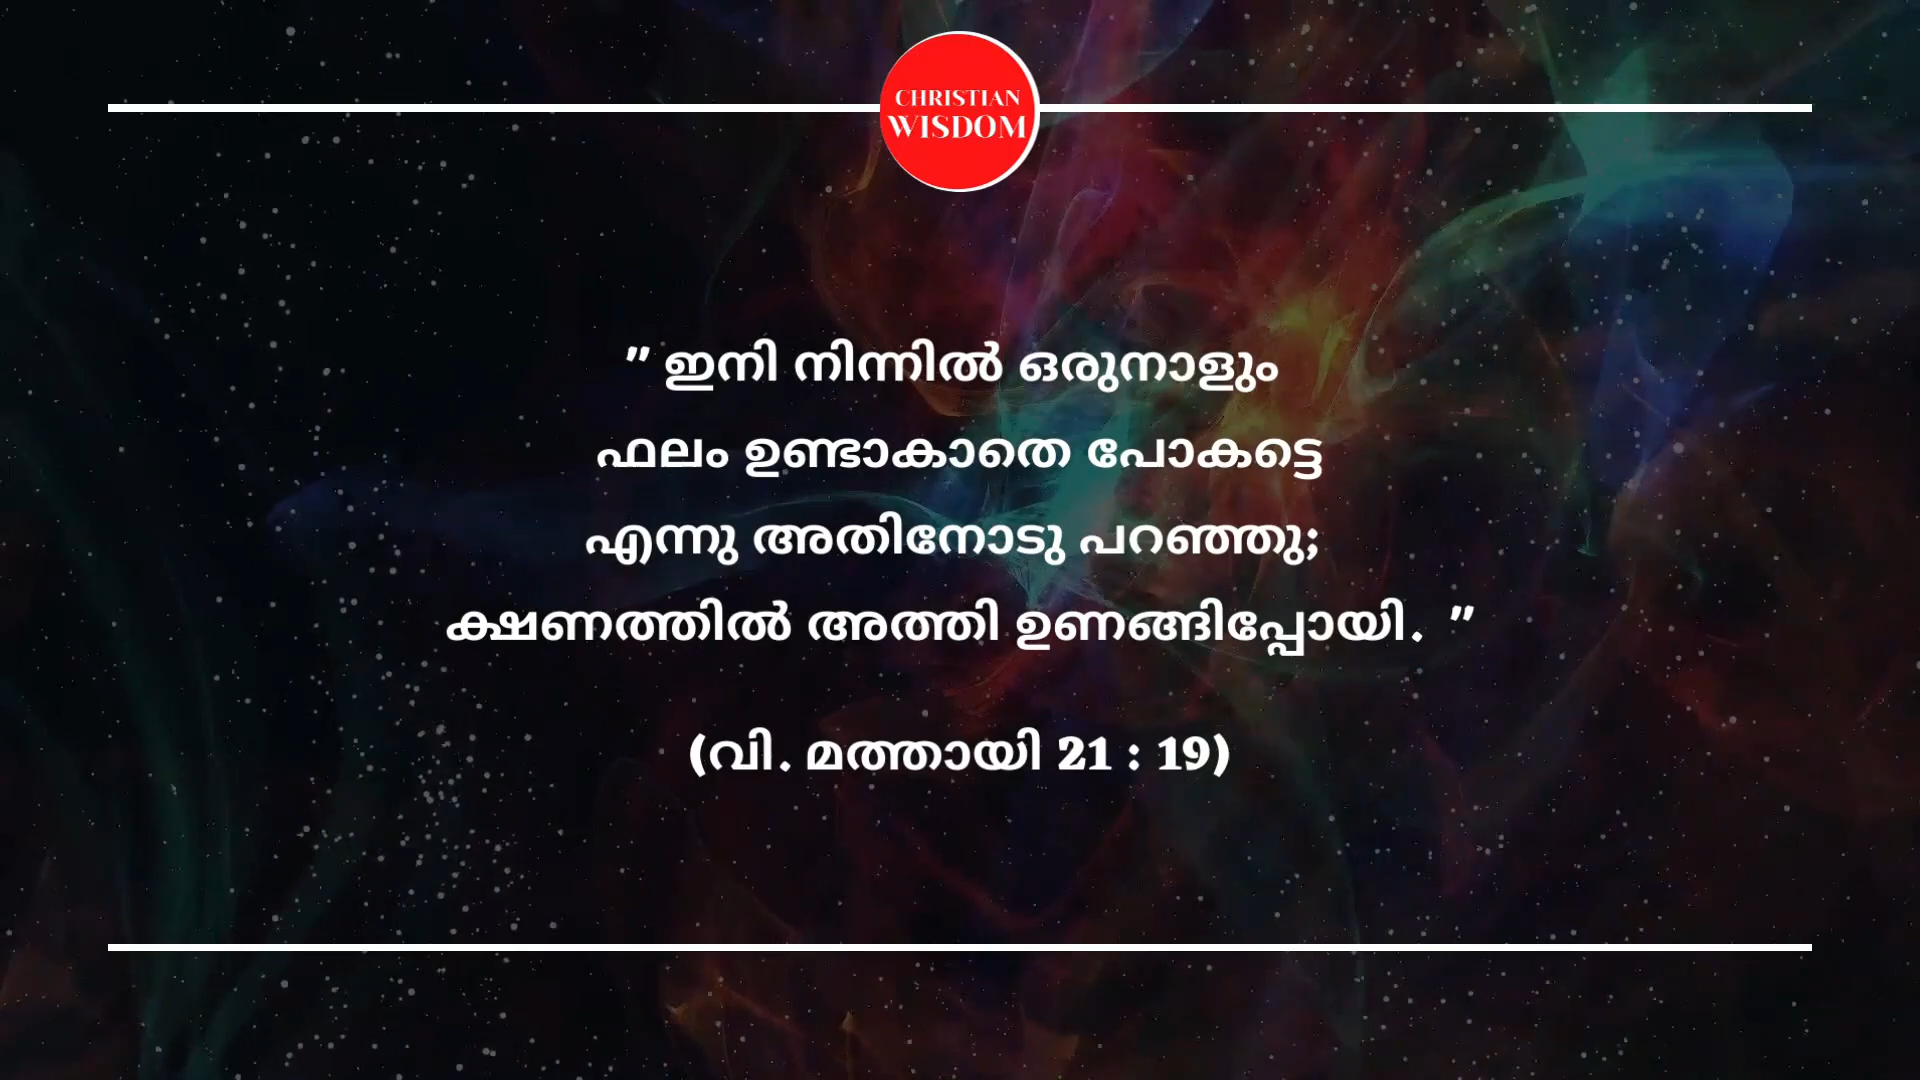 CHRISTIAN
WISDOM
" ഇനി നിന്നിൽ ഒരുനാളും
ഫലം ഉണ്ടാകാതെ പോകട്ടെ
എന്നു അതിനോടു പറഞ്ഞു;
ക്ഷണത്തിൽ അത്തി ഉണങ്ങിപ്പോയി. "
(വി. മത്തായി 21 : 19)